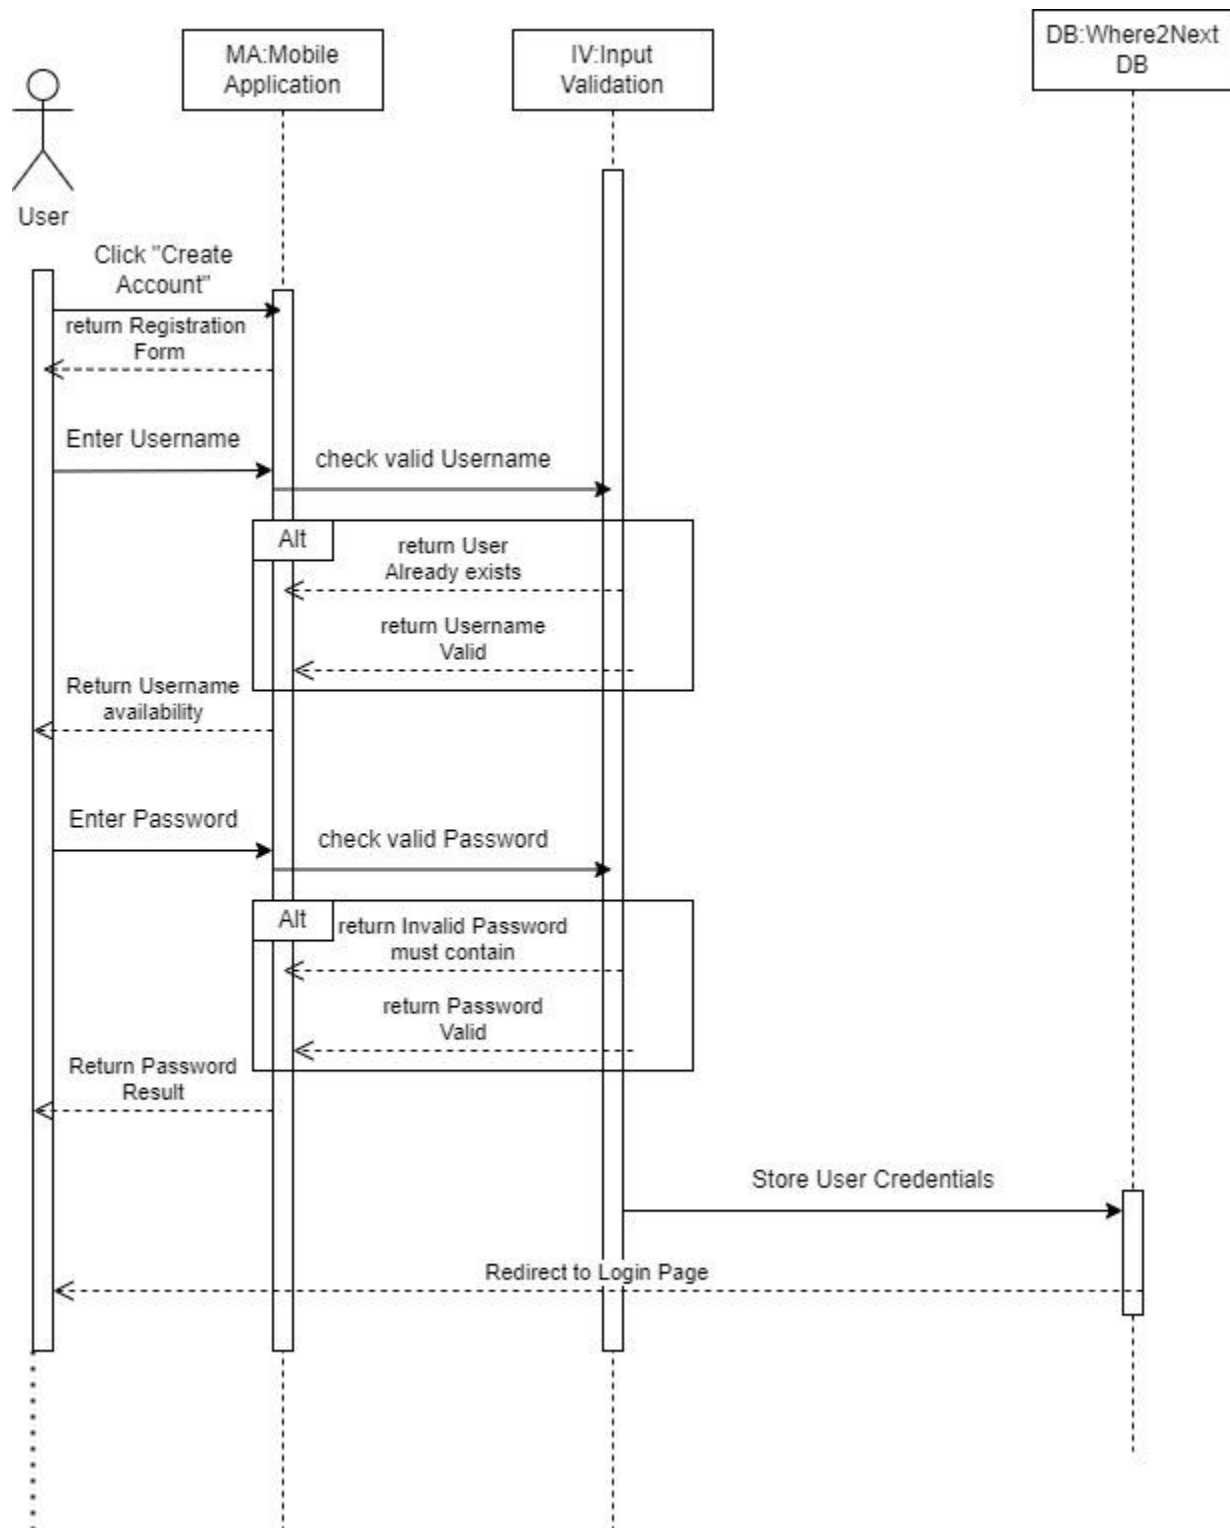 MA:Mobile
Application
IV:Input
Validation
DB:Where2Next
DB
User
Click "Create
Account"
return Registration
Form
Enter Username
check valid Username
Alt
return User
Already exists
return Username
Valid
Return Username
availability
Enter Password
check valid Password
Alt
return Invalid Password
must contain
return Password
Valid
Return Password
Result
Store User Credentials
Redirect to Login Page